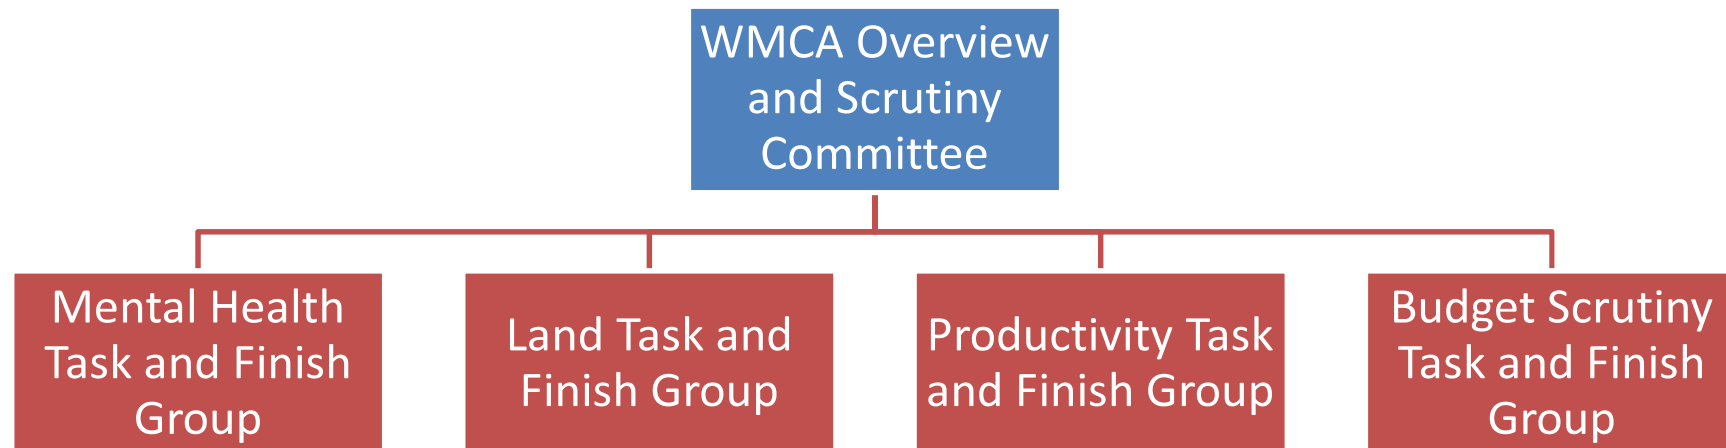 WMCA Overview
and Scrutiny
Committee
Mental Health
Task and Finish
Group
Land Task and
Finish Group
Productivity Task
and Finish Group
Budget Scrutiny
Task and Finish
Group